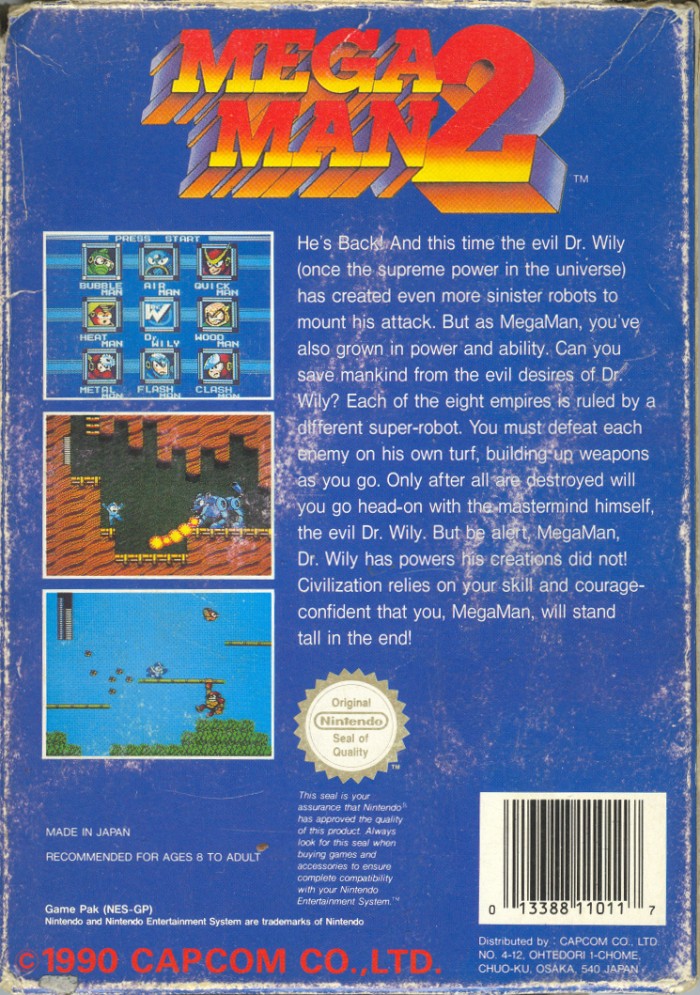 MEGA
MAN 2
TM
PRESS START
BUBBLE MAN
AIR MAN
QUICK MAN
HEAT MAN
Dr. WILY
WOOD MAN
METAL MAN
FLASH MAN
CLASH MAN
He's Back! And this time the evil Dr. Wily
(once the supreme power in the universe)
has created even more sinister robots to
mount his attack. But as MegaMan, you've
also grown in power and ability. Can you
save mankind from the evil desires of Dr.
Wily? Each of the eight empires is ruled by a
different super-robot. You must defeat each
enemy on his own turf, building up weapons
as you go. Only after all are destroyed will
you go head-on with the mastermind himself,
the evil Dr. Wily. But be alert, MegaMan,
Dr. Wily has powers his creations did not!
Civilization relies on your skill and courage-
confident that you, MegaMan, will stand
tall in the end!
Original
Nintendo
Seal of
Quality
TM
This seal is your
assurance that Nintendo®
has approved the quality
of this product. Always
look for this seal when
buying games and
accessories to ensure
complete compatibility
with your Nintendo
Entertainment System.™
MADE IN JAPAN
RECOMMENDED FOR AGES 8 TO ADULT
Game Pak (NES-GP)
Nintendo and Nintendo Entertainment System are trademarks of Nintendo
© 1990 CAPCOM CO., LTD.
0 13388 11011 7
Distributed by : CAPCOM CO., LTD.
NO. 4-12, OHTEDORI 1-CHOME,
CHUO-KU, OSAKA, 540 JAPAN